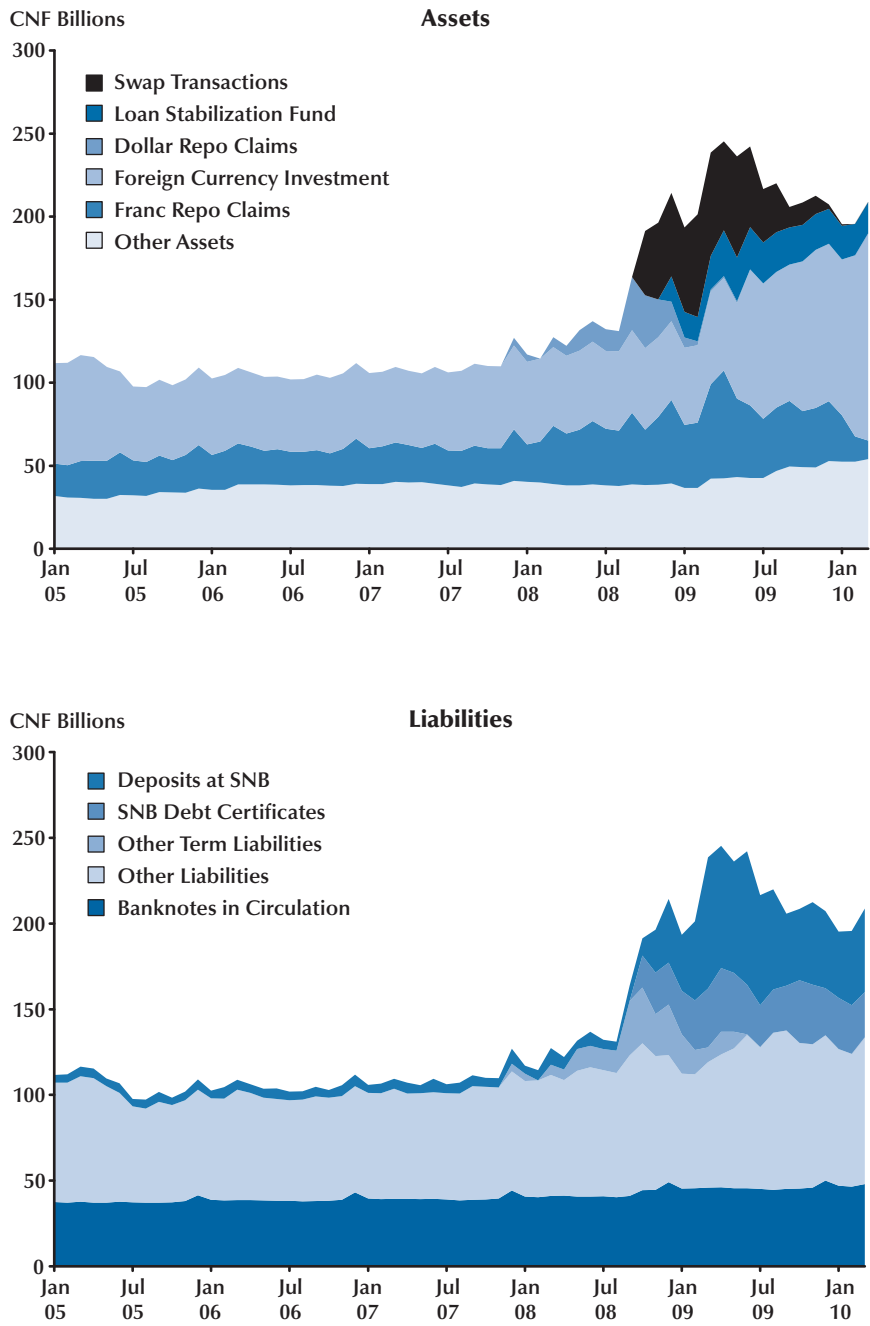 CNF Billions
Assets
300
Swap Transactions
Loan Stabilization Fund
250
Dollar Repo Claims
Foreign Currency Investment
200
Franc Repo Claims
Other Assets
150
100
50
0
Jan Jul Jan Jul Jan Jul Jan Jul Jan Jul Jan
05 05 06 06 07 07 08 08 09 09 10
CNF Billions
Liabilities
300
Deposits at SNB
SNB Debt Certificates
250
Other Term Liabilities
Other Liabilities
200
Banknotes in Circulation
150
100
50
0
Jan Jul Jan Jul Jan Jul Jan Jul Jan Jul Jan
05 05 06 06 07 07 08 08 09 09 10